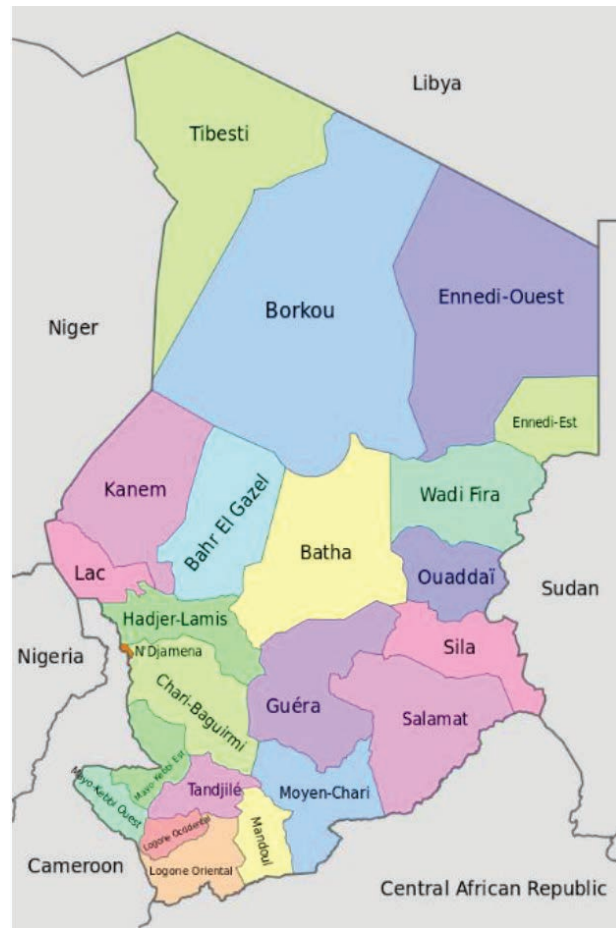 Libya
Tibesti
Ennedi-Ouest
Borkou
Niger
Ennedi-Est
Kanem
Bahr El Gazel
Wadi Fira
Batha
Lac
Ouaddaï
Sudan
Hadjer-Lamis
Nigeria
N'Djamena
Sila
Chari-Baguirmi
Guéra
Salamat
Mayo-Kebbi Est
Mayo-Kebbi Ouest
Tandjilé
Moyen-Chari
Logone Occidental
Mandoul
Cameroon
Logone Oriental
Central African Republic